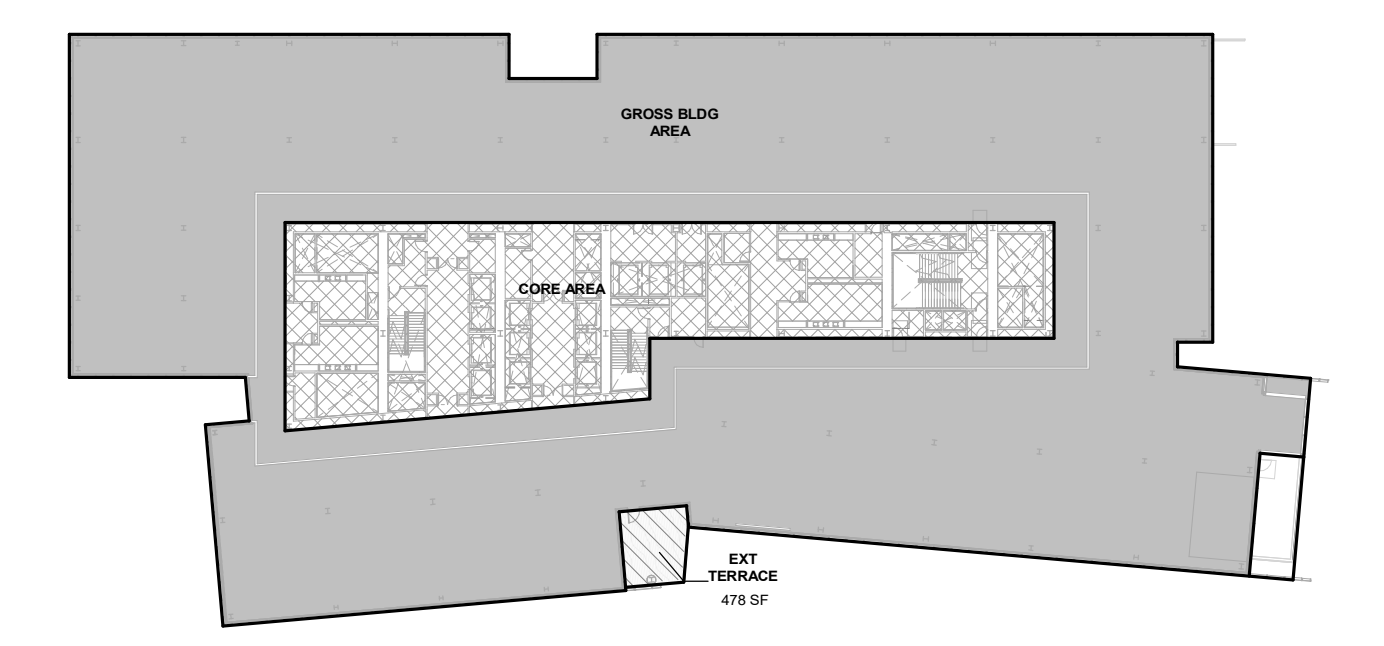 GROSS BLDG
AREA
CORE AREA
EXT
TERRACE
478 SF